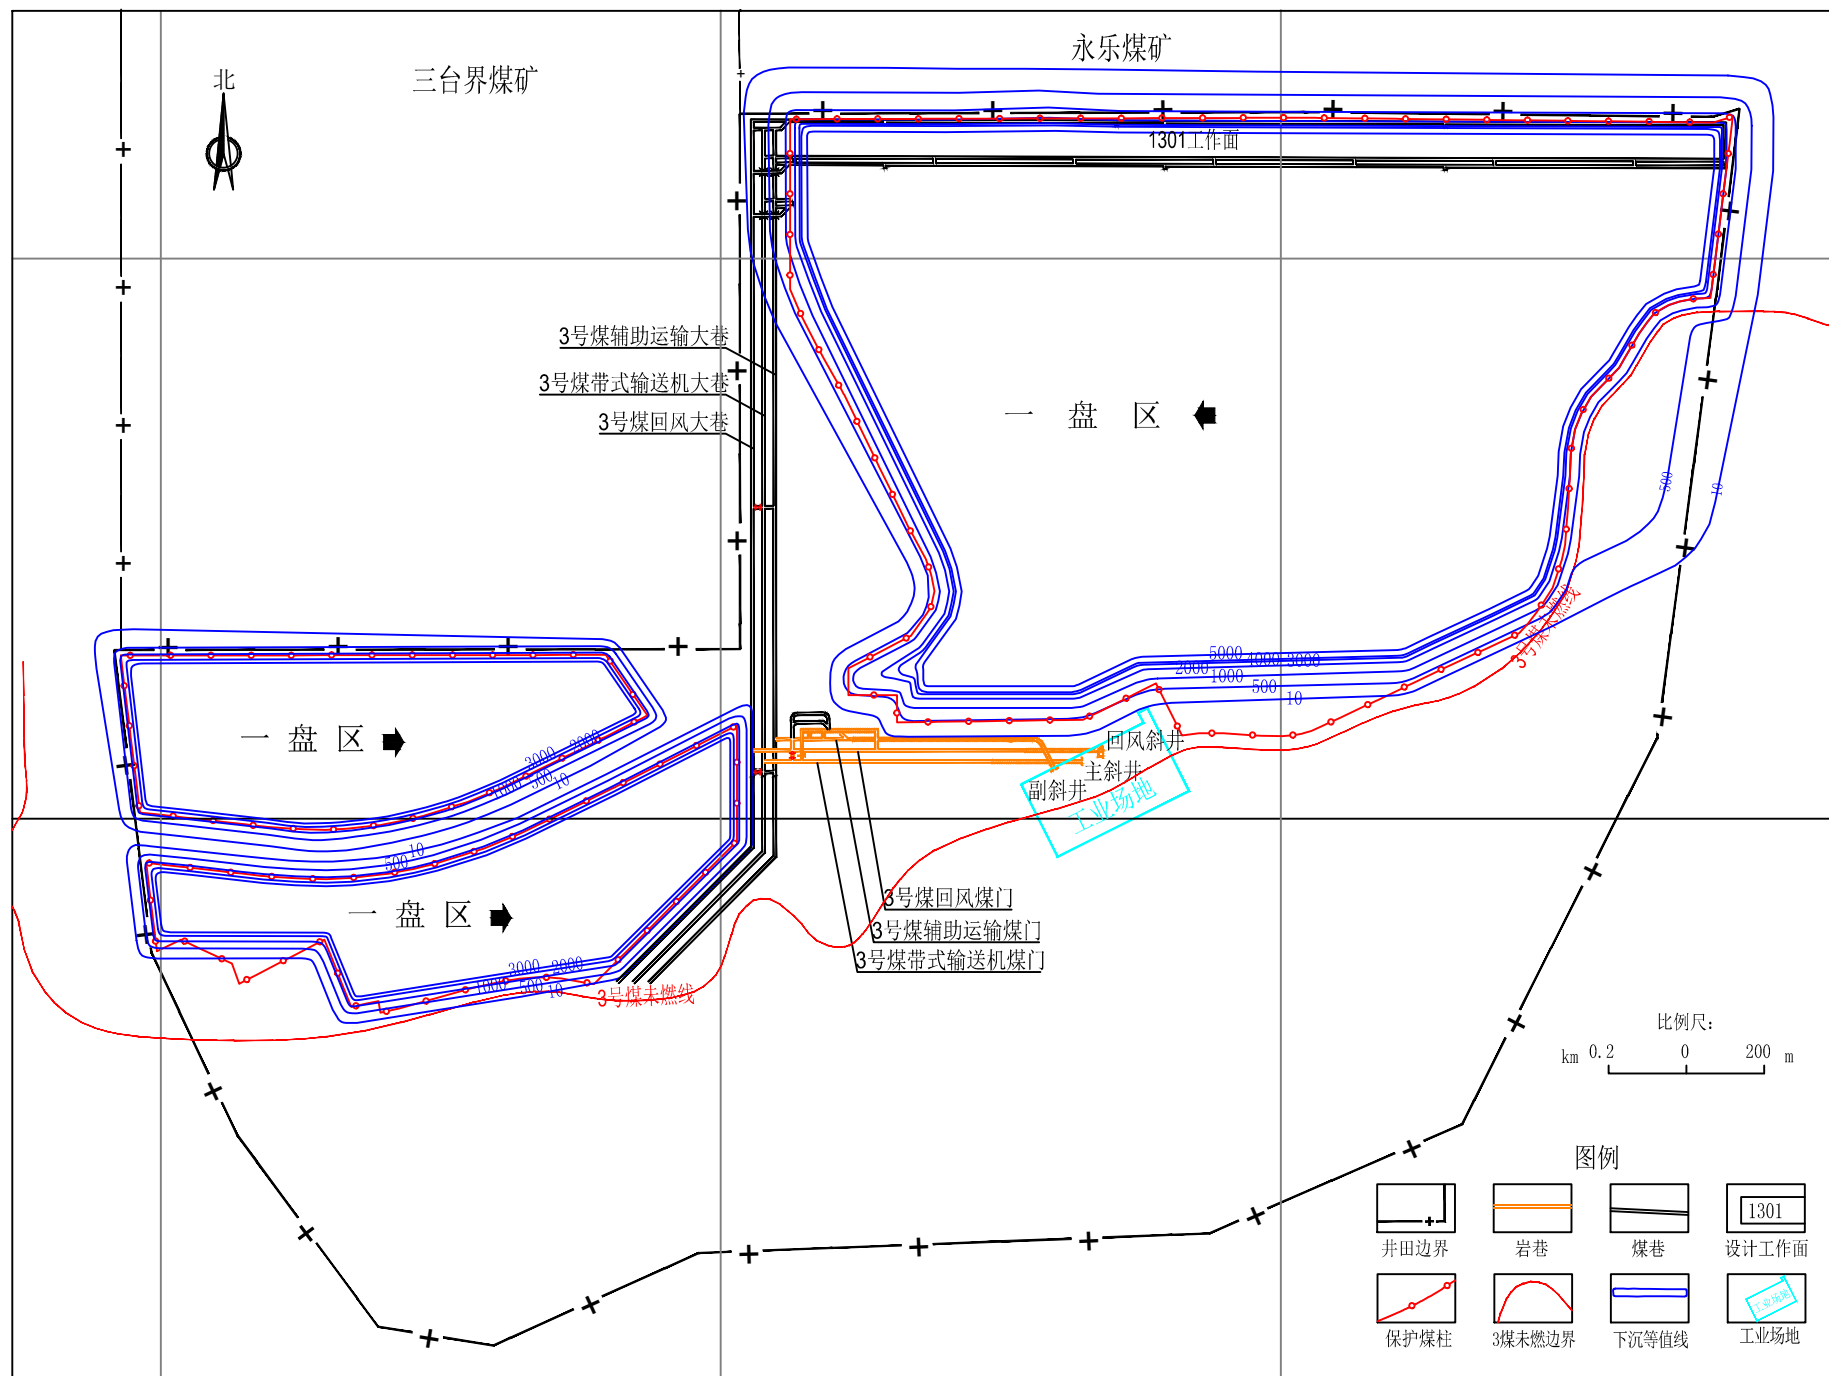 永乐煤矿
北
三台界煤矿
1301工作面
3号煤辅助运输大巷
3号煤带式输送机大巷
3号煤回风大巷
一 盘 区
500
10
3号煤未燃线
5000 4000 3000
2000 1000 500 10
一 盘 区
3000 2000
1000 500 10
回风斜井
主斜井
副斜井
工业场地
500 10
一 盘 区
3号煤回风煤门
3号煤辅助运输煤门
3号煤带式输送机煤门
3000 2000
1000 500 10
3号煤未燃线
比例尺:
km 0.2 0 200 m
图例
1301
井田边界 岩巷 煤巷 设计工作面
工业场地
保护煤柱 3煤未燃边界 下沉等值线 工业场地